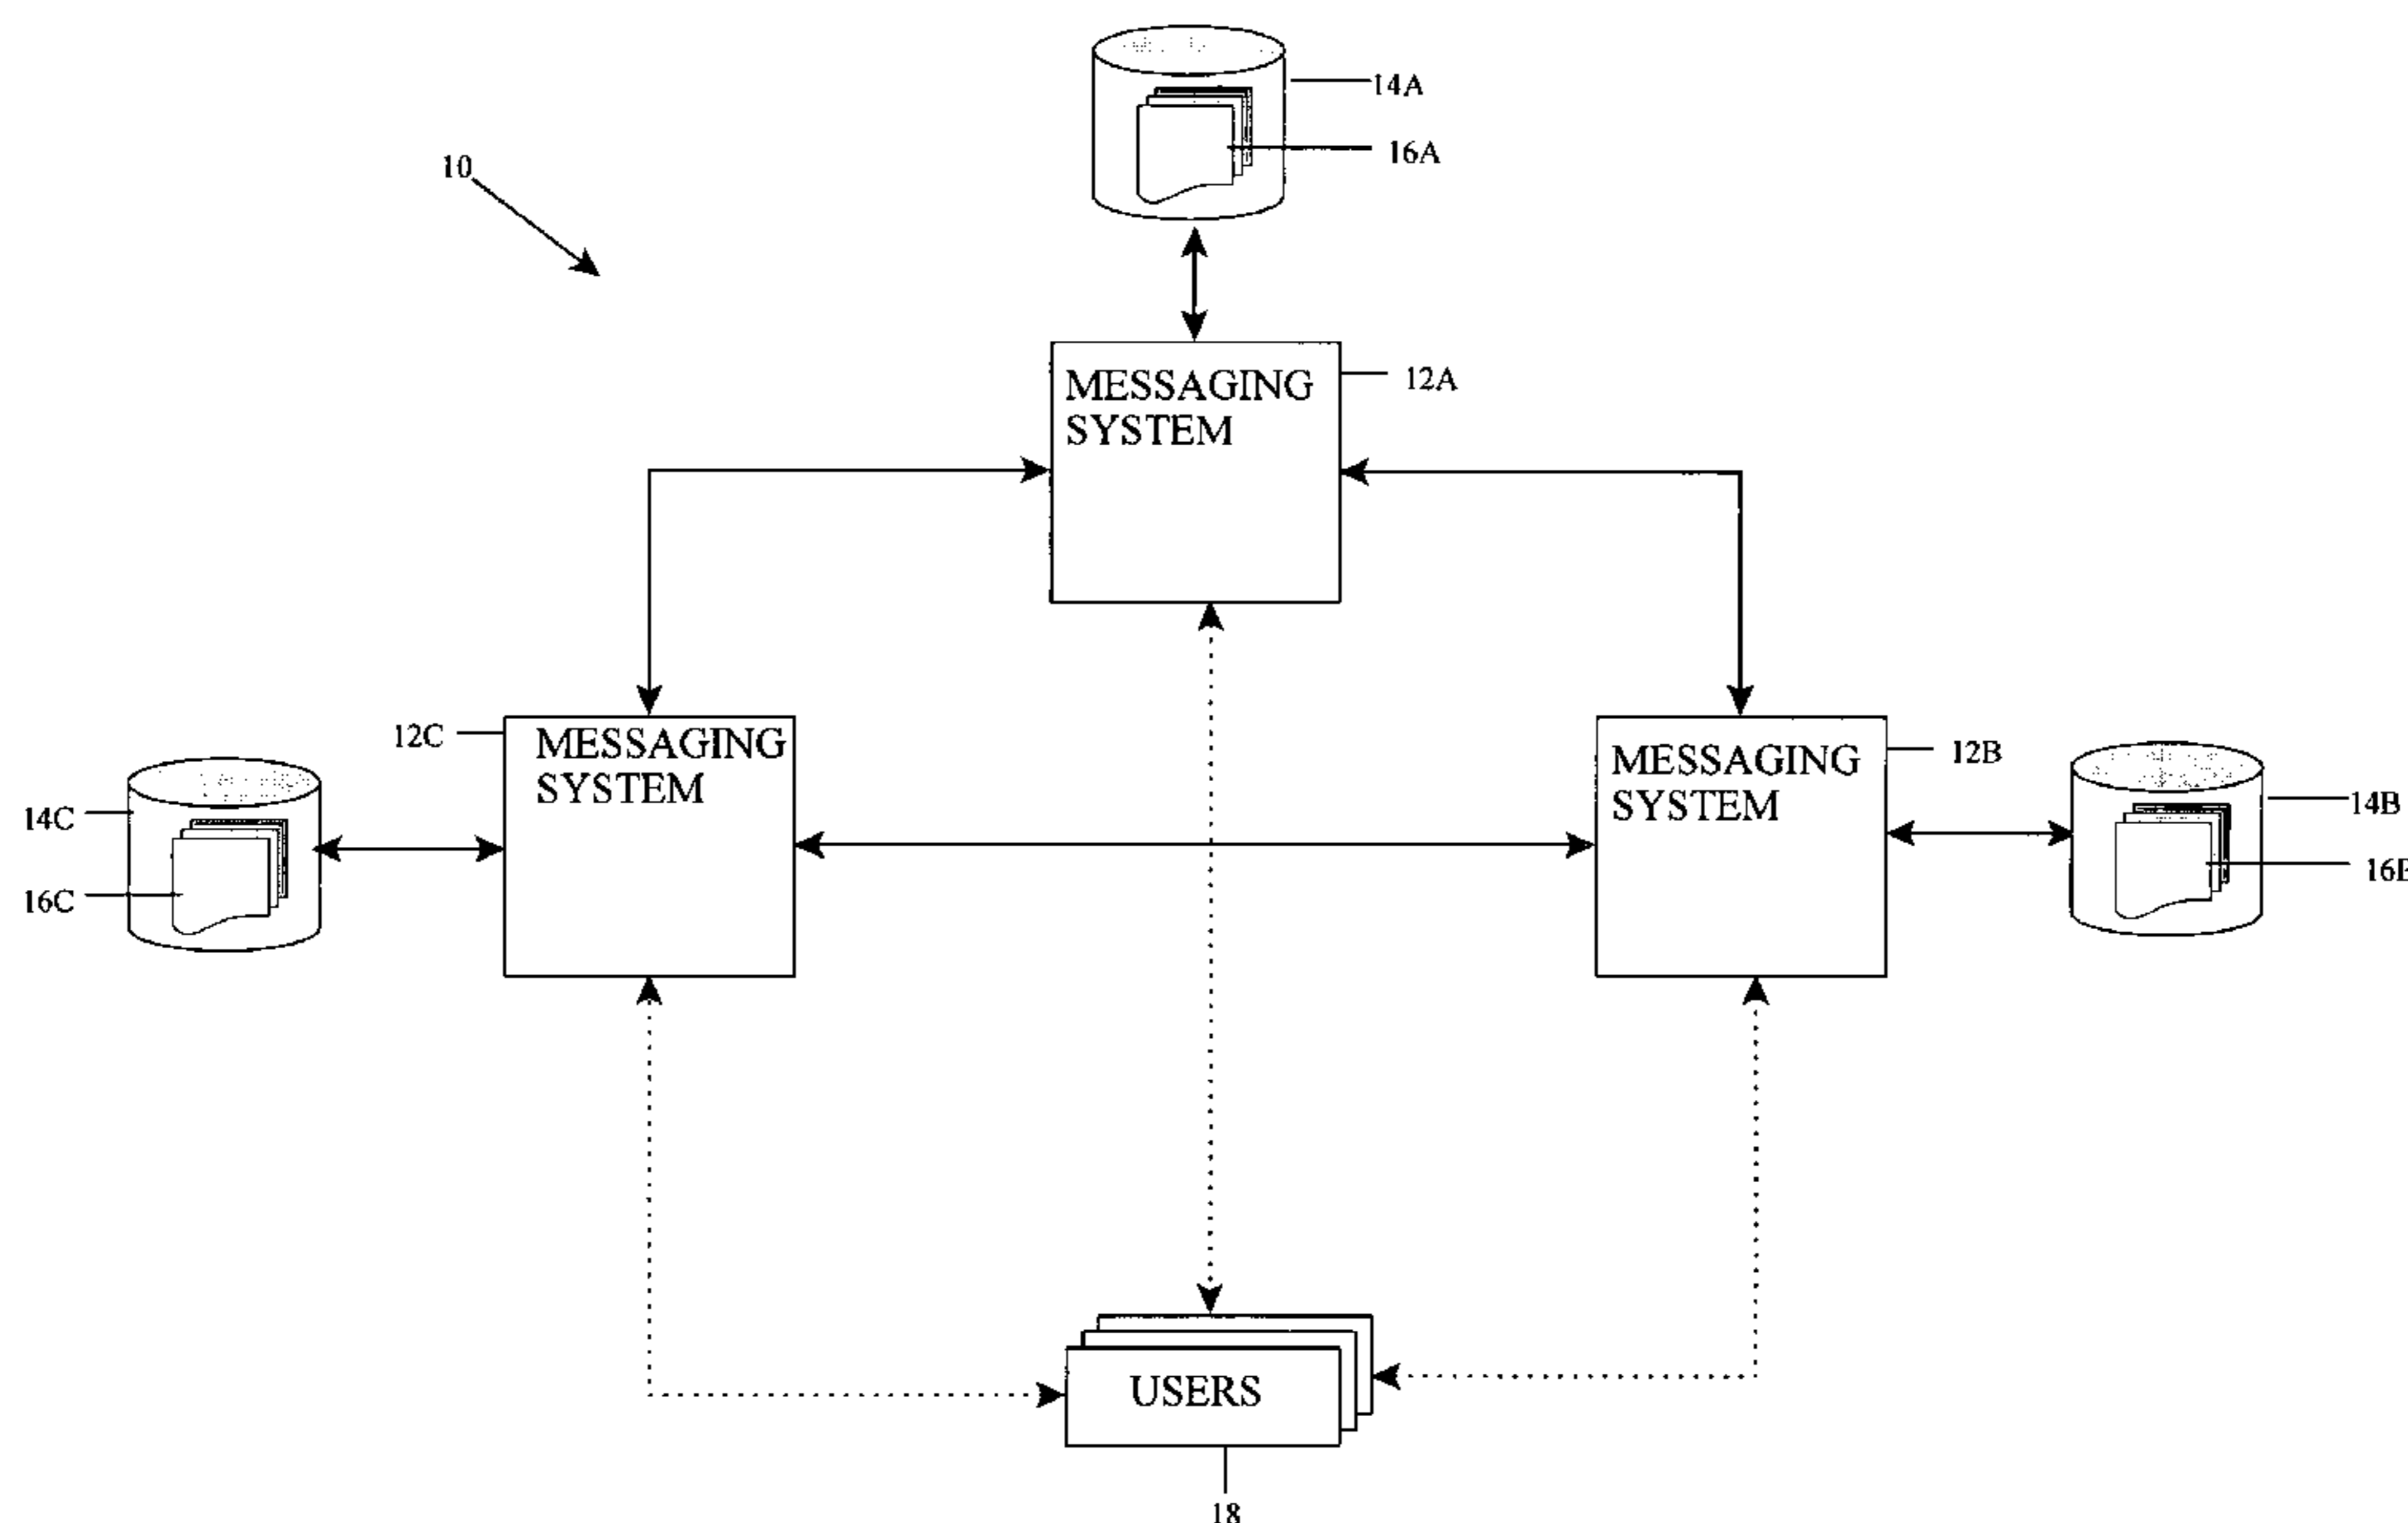 14A
16A
10
MESSAGING
SYSTEM
12A
12C
MESSAGING
SYSTEM
MESSAGING
SYSTEM
12B
14C
16C
14B
USERS
18